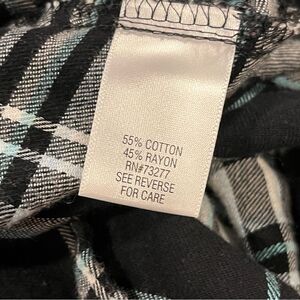 55% COTTON
45% RAYON
RN#73277
SEE REVERSE
FOR CARE